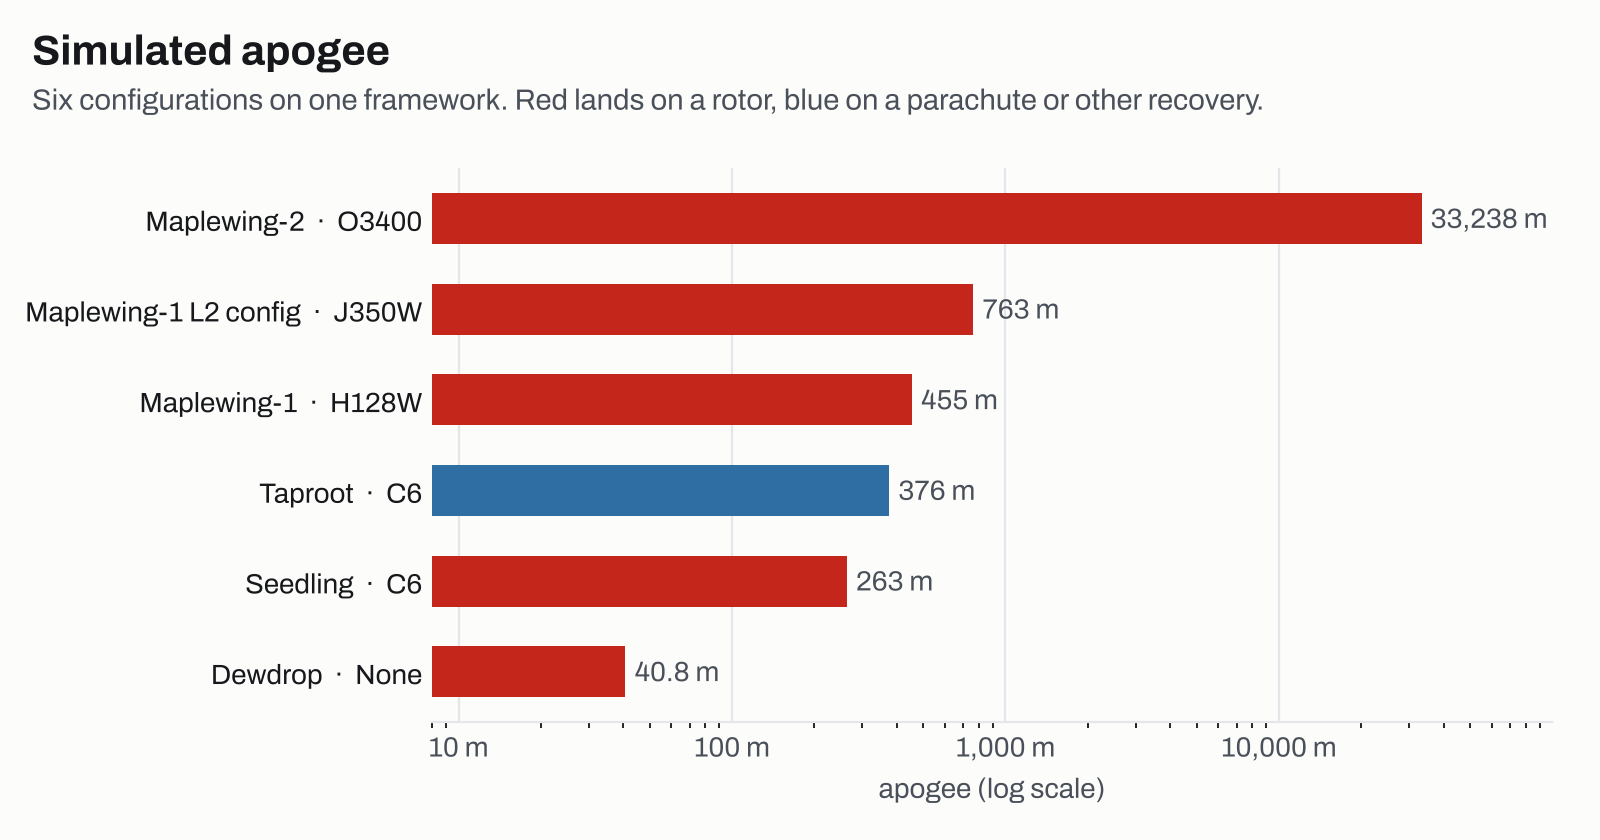 Simulated apogee
Six configurations on one framework. Red lands on a rotor, blue on a parachute or other recovery.
Maplewing-2 · O3400
33,238 m
Maplewing-1 L2 config · J350W
763 m
Maplewing-1 · H128W
455 m
Taproot · C6
376 m
Seedling · C6
263 m
Dewdrop · None
40.8 m
10 m
100 m
1,000 m
10,000 m
apogee (log scale)